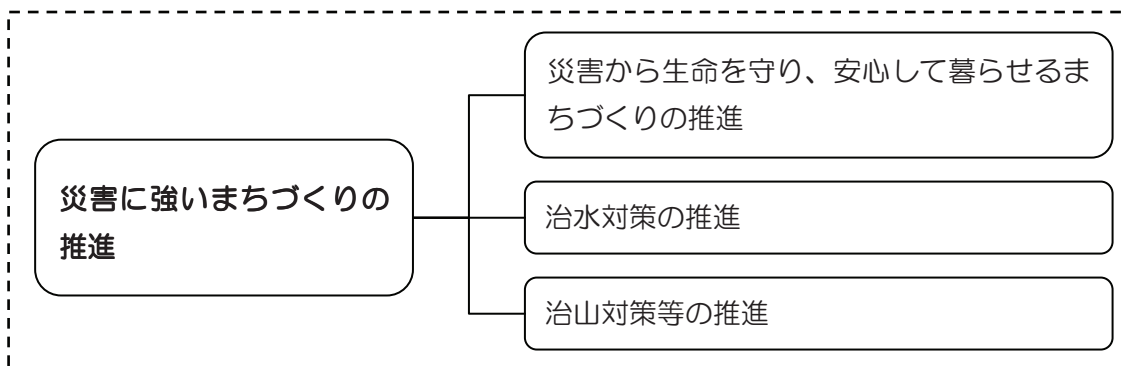 災害から生命を守り、安心して暮らせるま
ちづくりの推進
災害に強いまちづくりの
推進
治水対策の推進
治山対策等の推進